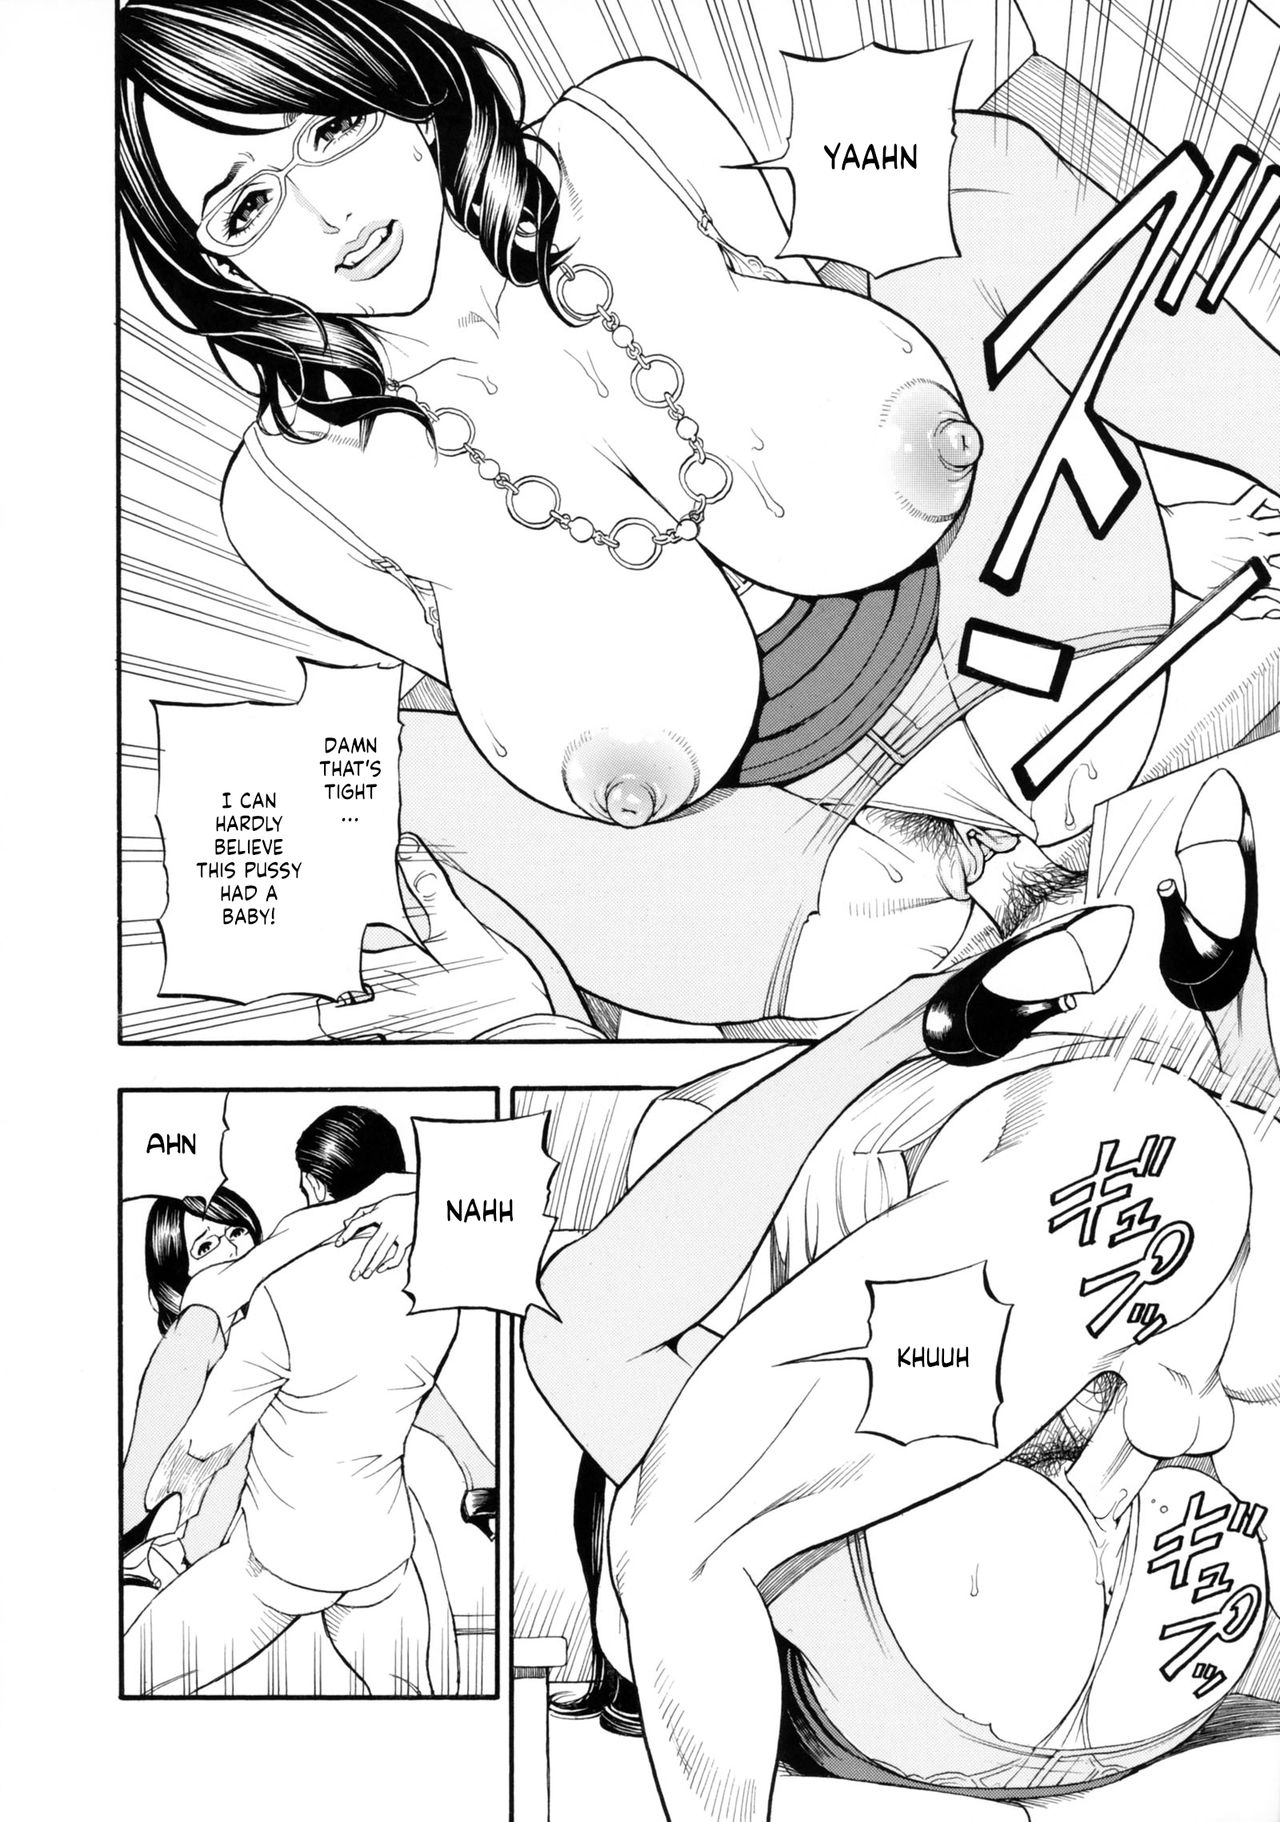 YAAHN
DAMN
THAT'S
TIGHT
...
I CAN
HARDLY
BELIEVE
THIS PUSSY
HAD A
BABY!
KHUUH
ギュプッ
ギュプッ
NAHH
AHN